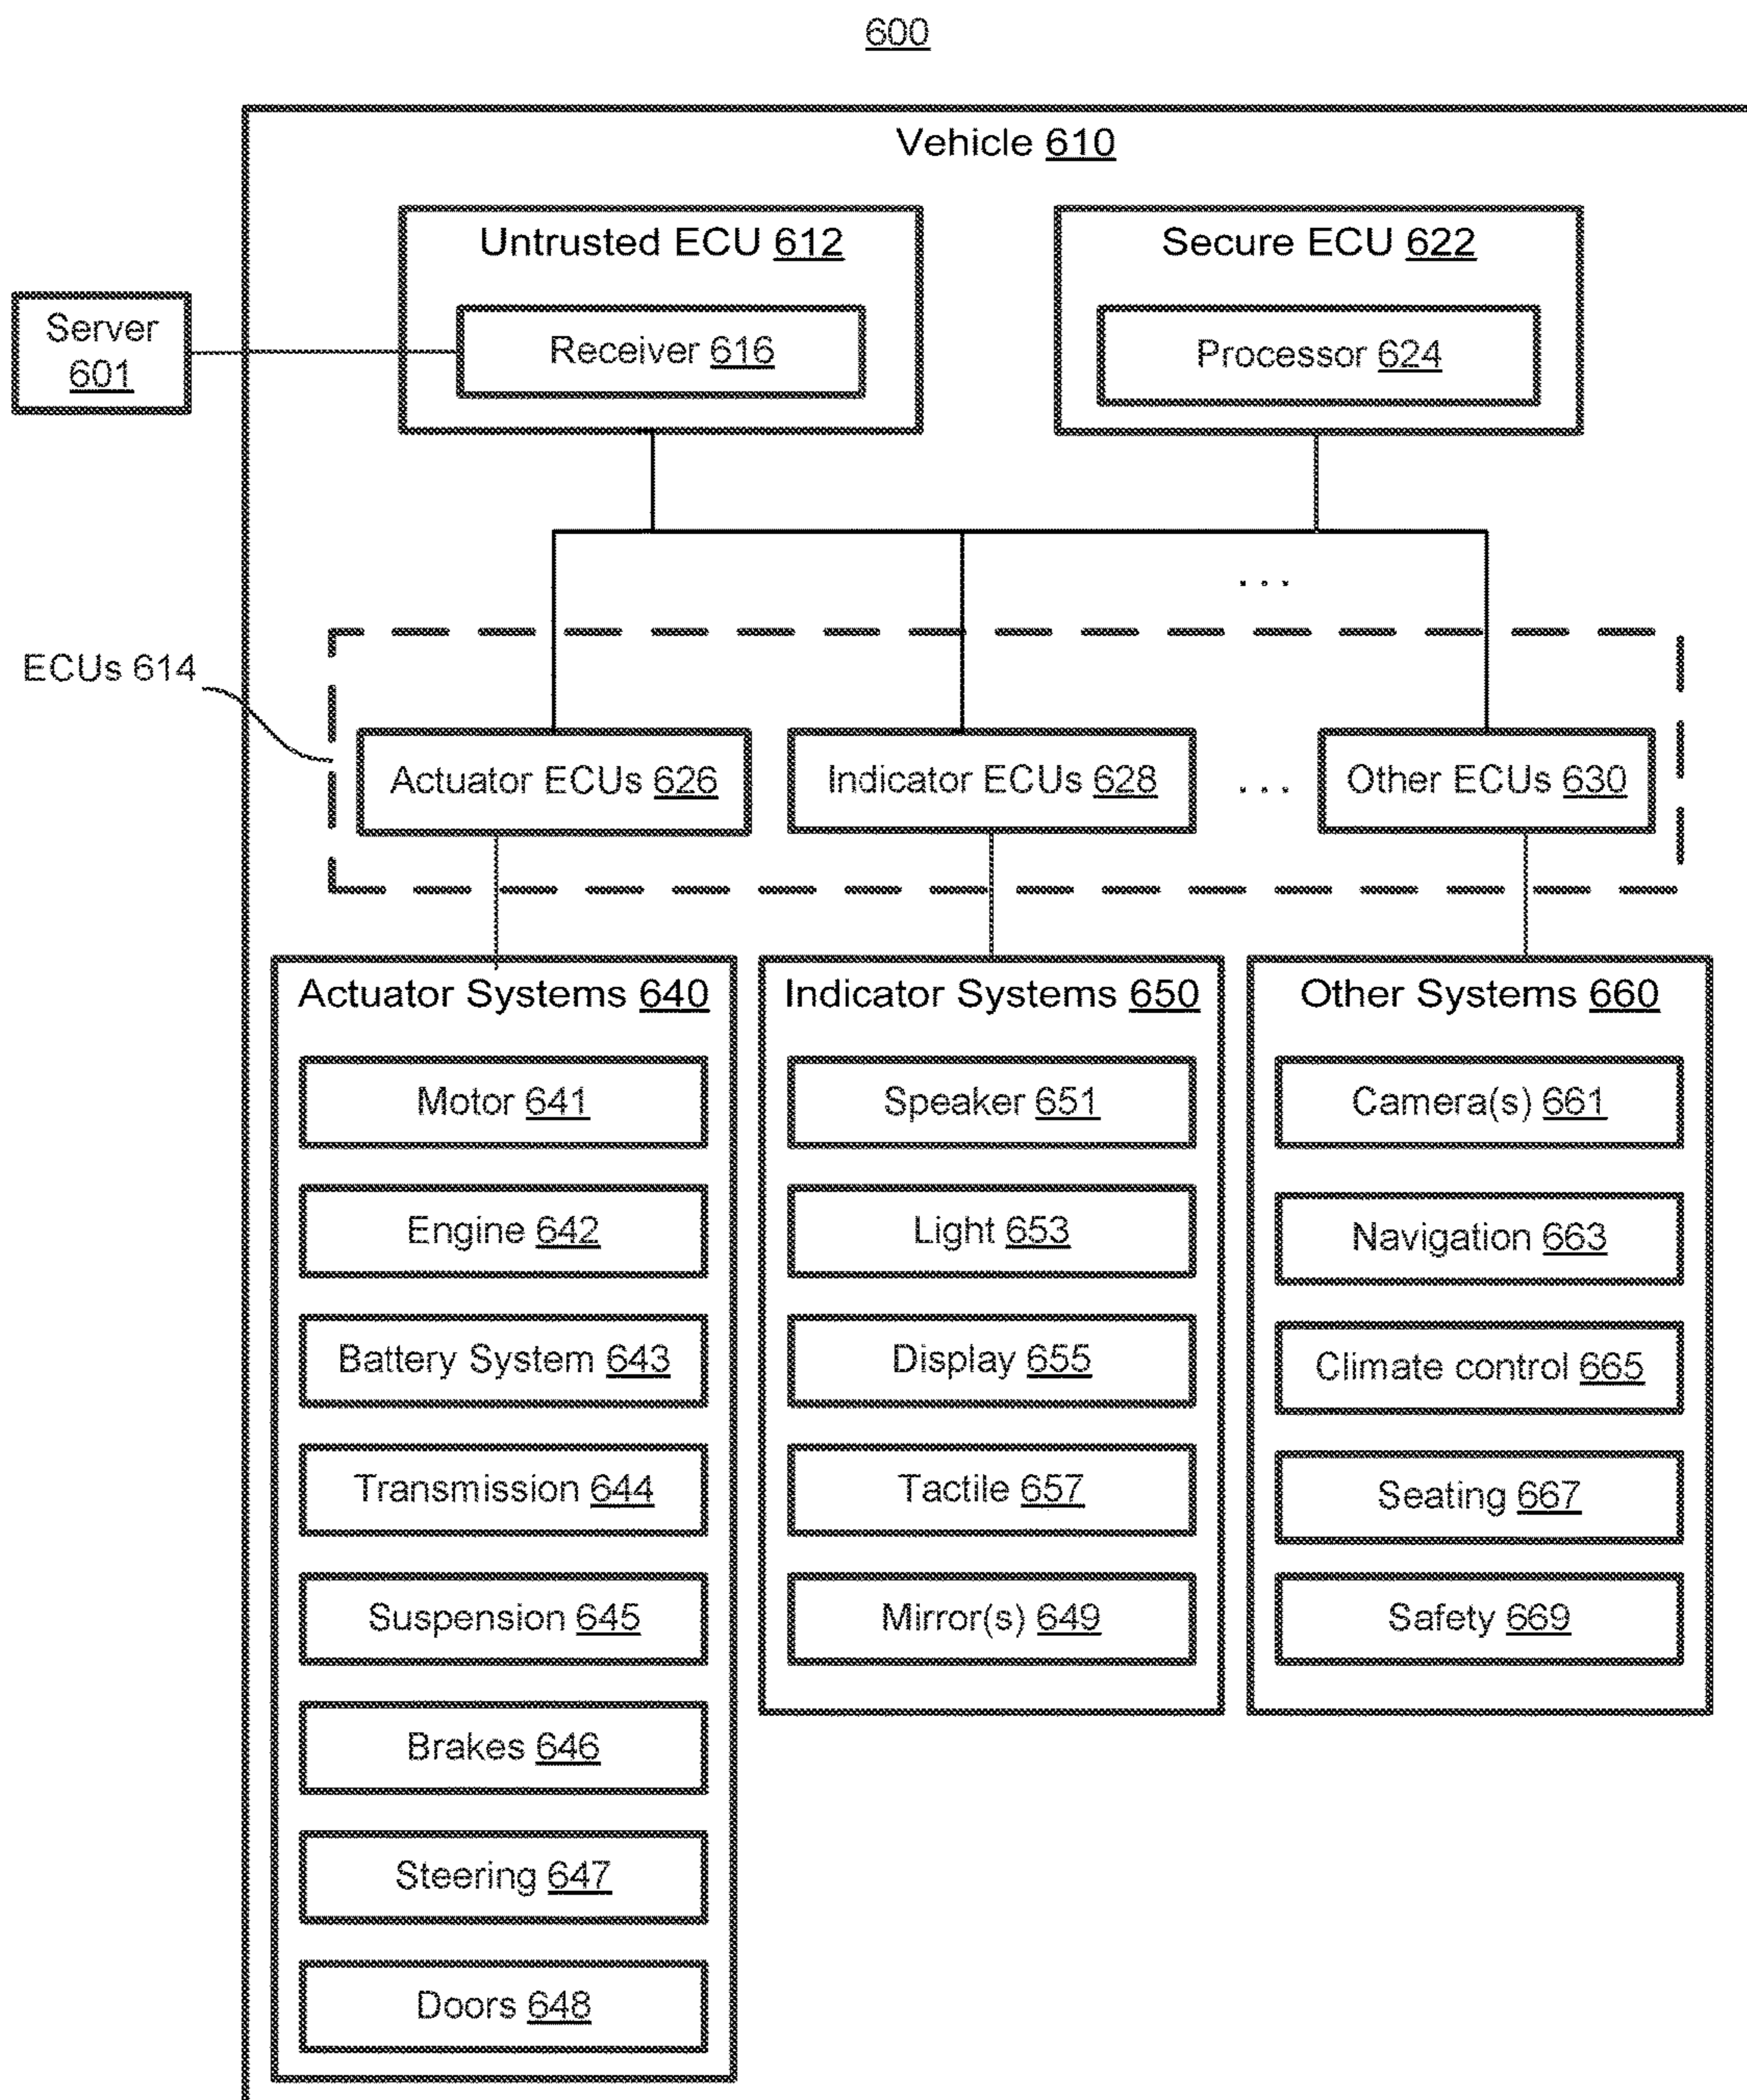 600
Vehicle 610
Untrusted ECU 612
Secure ECU 622
Server
601
Receiver 616
Processor 624
. . .
ECUs 614
Actuator ECUs 626
Indicator ECUs 628
. . .
Other ECUs 630
Actuator Systems 640
Motor 641
Engine 642
Battery System 643
Transmission 644
Suspension 645
Brakes 646
Steering 647
Doors 648
Indicator Systems 650
Speaker 651
Light 653
Display 655
Tactile 657
Mirror(s) 649
Other Systems 660
Camera(s) 661
Navigation 663
Climate control 665
Seating 667
Safety 669